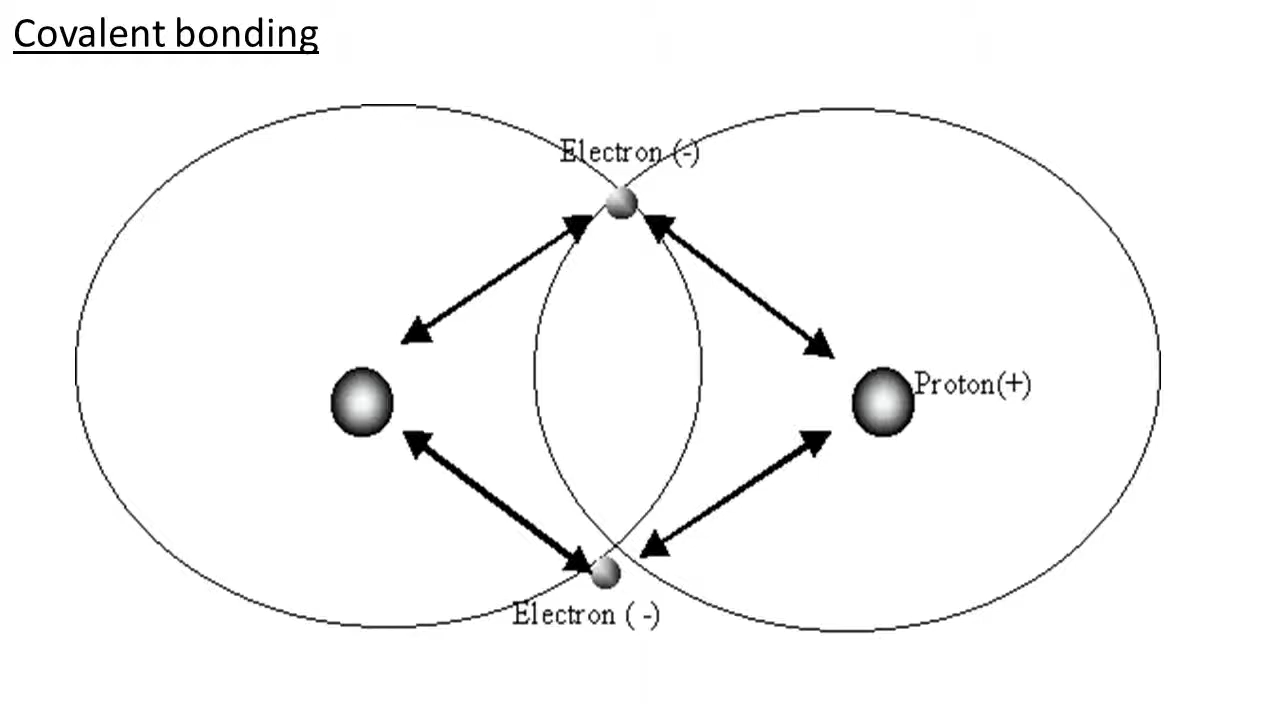 Covalent bonding
Electron (-)
Proton(+)
Electron ( -)